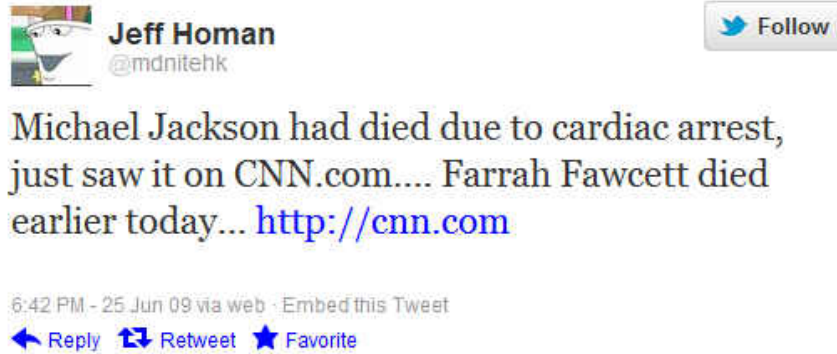 Jeff Homan
@mdnitehk
Follow
Michael Jackson had died due to cardiac arrest,
just saw it on CNN.com.... Farrah Fawcett died
earlier today... http://cnn.com
6:42 PM - 25 Jun 09 via web · Embed this Tweet
Reply Retweet Favorite